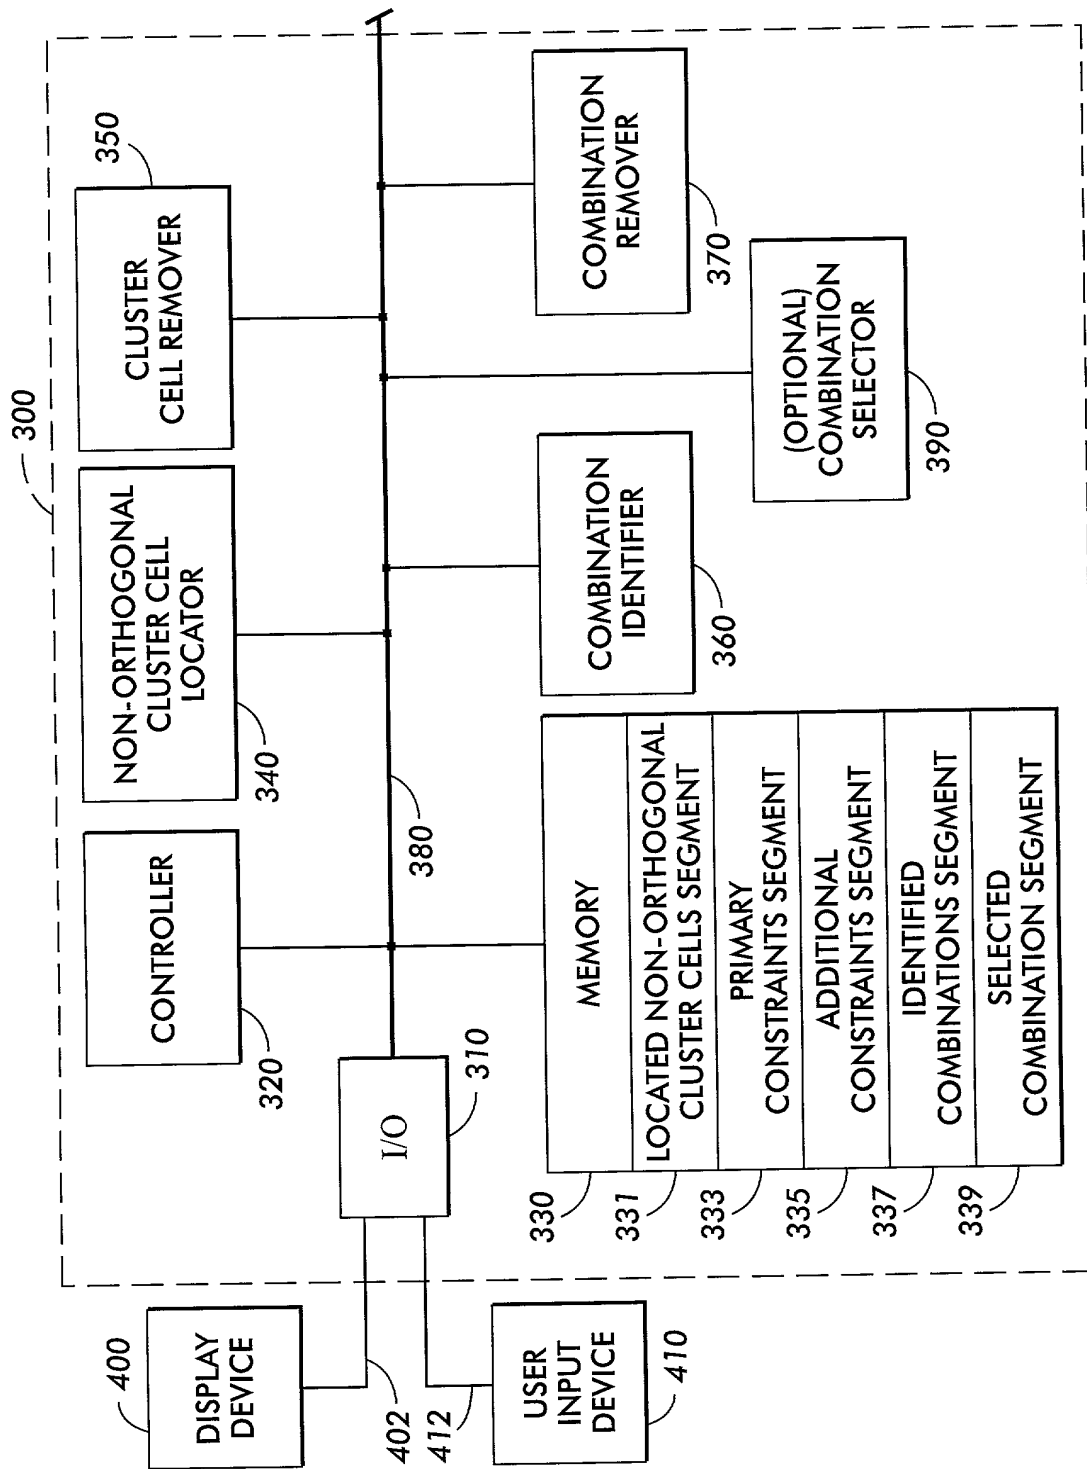 300
350
CLUSTER
CELL REMOVER
NON-ORTHOGONAL
CLUSTER CELL
LOCATOR
340
CONTROLLER
320
400
DISPLAY
DEVICE
402
412
USER
INPUT
DEVICE
410
I/O
310
380
COMBINATION
REMOVER
370
(OPTIONAL)
COMBINATION
SELECTOR
390
COMBINATION
IDENTIFIER
360
MEMORY
330
LOCATED NON-ORTHOGONAL
CLUSTER CELLS SEGMENT
331
PRIMARY
CONSTRAINTS SEGMENT
333
ADDITIONAL
CONSTRAINTS SEGMENT
335
IDENTIFIED
COMBINATIONS SEGMENT
337
SELECTED
COMBINATION SEGMENT
339